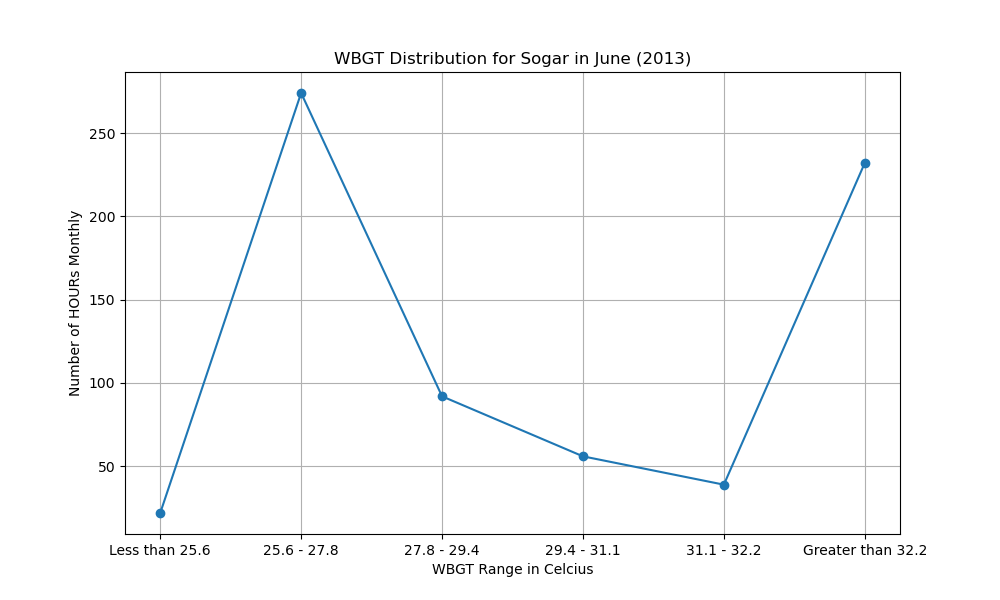 WBGT Distribution for Sogar in June (2013)
Number of HOURs Monthly
250
200
150
100
50
Less than 25.6
25.6 - 27.8
27.8 - 29.4
29.4 - 31.1
31.1 - 32.2
Greater than 32.2
WBGT Range in Celcius